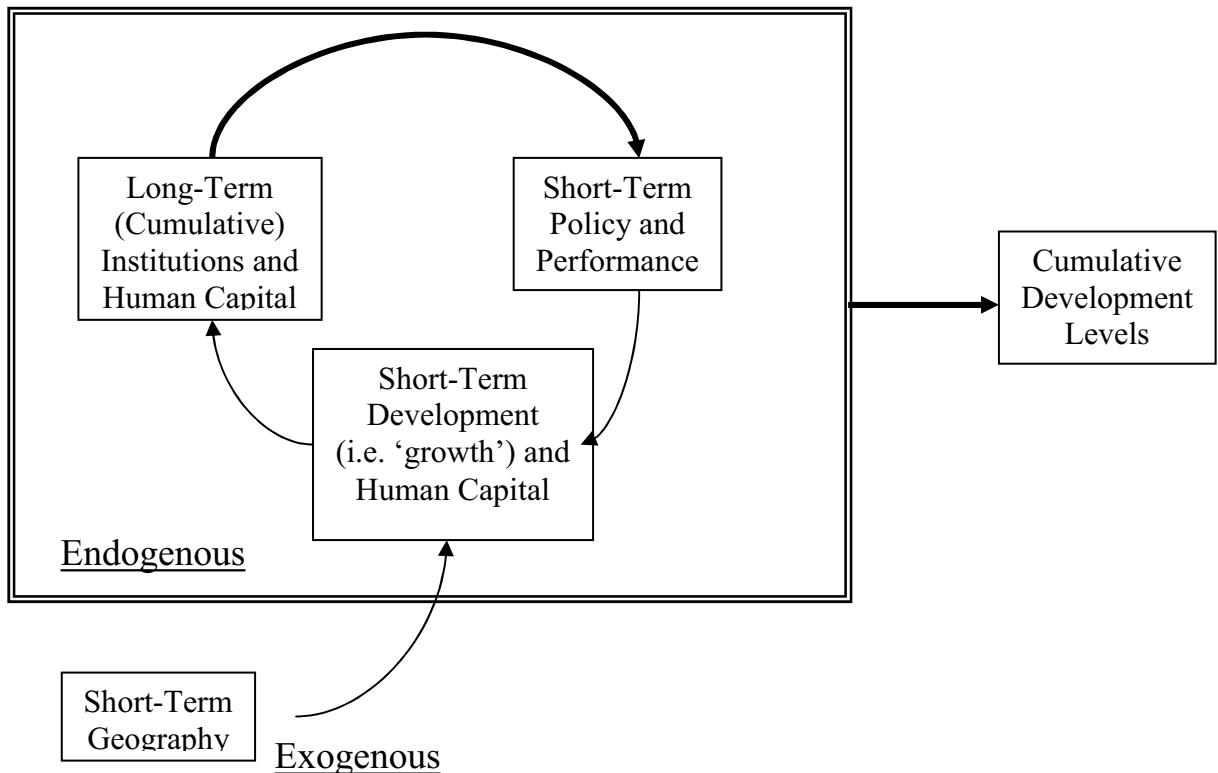 Long-Term
(Cumulative)
Institutions and
Human Capital
Short-Term
Policy and
Performance
Cumulative
Development
Levels
Short-Term
Development
(i.e. ‘growth’) and
Human Capital
Endogenous
Short-Term
Geography
Exogenous